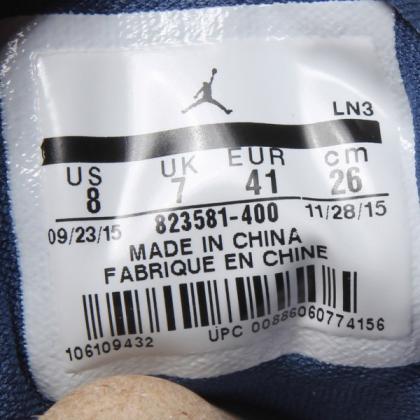 LN3
US UK EUR cm
8 7 41 26
09/23/15 823581-400 11/28/15
MADE IN CHINA
FABRIQUE EN CHINE
106109432 UPC 00886060774156